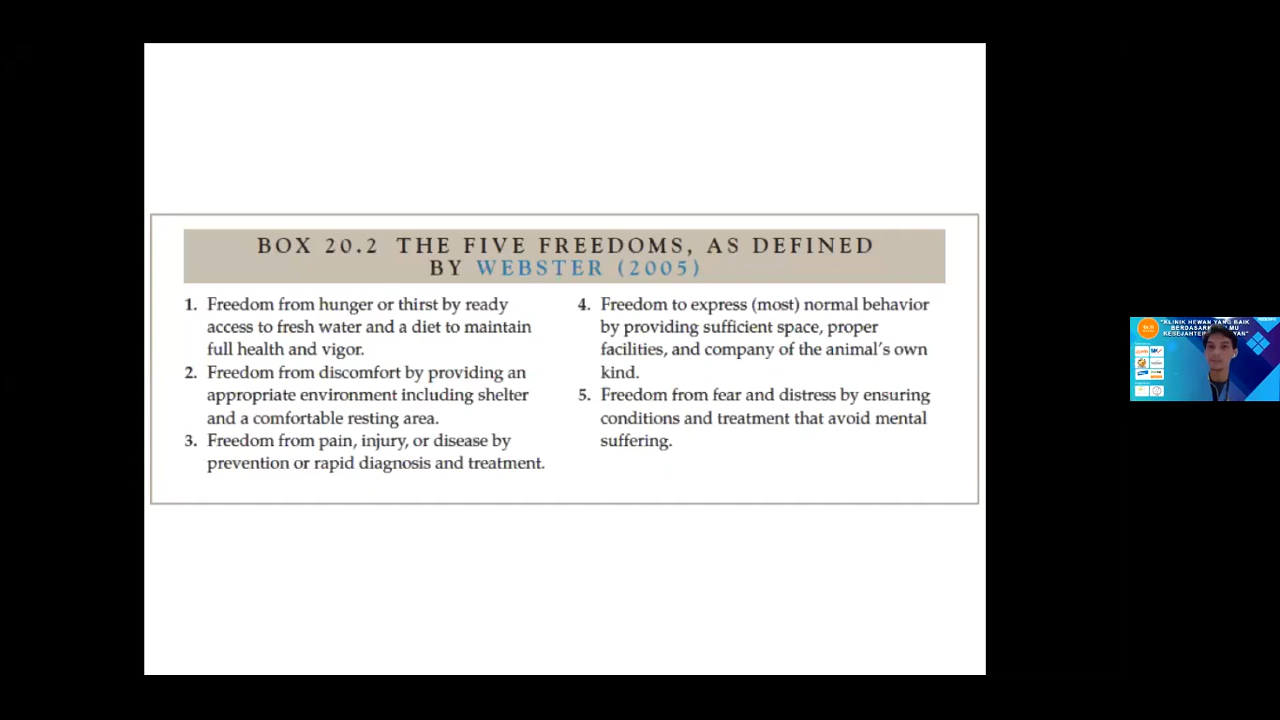 BOX 20.2 THE FIVE FREEDOMS, AS DEFINED
BY WEBSTER (2005)
1. Freedom from hunger or thirst by ready
access to fresh water and a diet to maintain
full health and vigor.
2. Freedom from discomfort by providing an
appropriate environment including shelter
and a comfortable resting area.
3. Freedom from pain, injury, or disease by
prevention or rapid diagnosis and treatment.
4. Freedom to express (most) normal behavior
by providing sufficient space, proper
facilities, and company of the animal's own
kind.
5. Freedom from fear and distress by ensuring
conditions and treatment that avoid mental
suffering.
"KLINIK HEWAN YANG BAIK